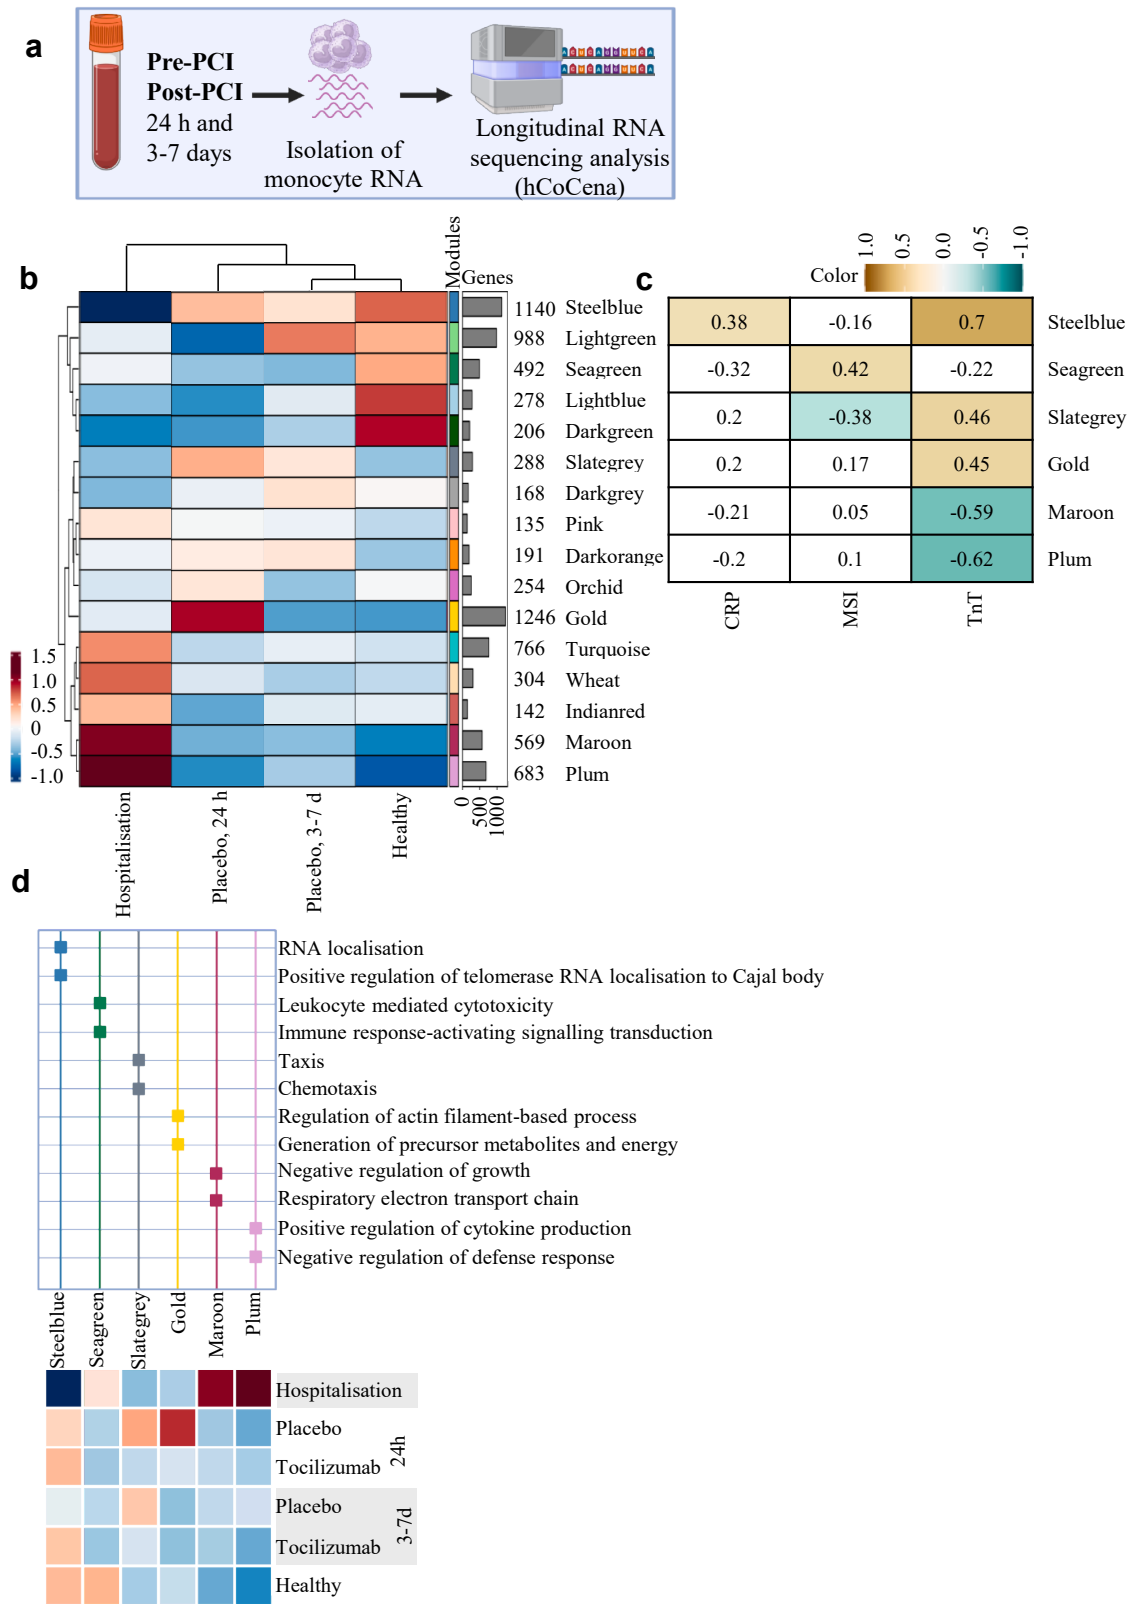 a
Pre-PCI
Post-PCI
24 h and
3-7 days
Isolation of
monocyte RNA
Longitudinal RNA
sequencing analysis
(hCoCena)
b
Modules
Genes
1140 Steelblue
988 Lightgreen
492 Seagreen
278 Lightblue
206 Darkgreen
288 Slategrey
168 Darkgrey
135 Pink
191 Darkorange
254 Orchid
1246 Gold
766 Turquoise
304 Wheat
142 Indianred
569 Maroon
683 Plum
1.5
1.0
0.5
0
-0.5
-1.0
0
500
1000
Hospitalisation
Placebo, 24 h
Placebo, 3-7 d
Healthy
c
Color
1.0
0.5
0.0
-0.5
-1.0
0.38 -0.16 0.7 Steelblue
-0.32 0.42 -0.22 Seagreen
0.2 -0.38 0.46 Slategrey
0.2 0.17 0.45 Gold
-0.21 0.05 -0.59 Maroon
-0.2 0.1 -0.62 Plum
CRP
MSI
TnT
d
RNA localisation
Positive regulation of telomerase RNA localisation to Cajal body
Leukocyte mediated cytotoxicity
Immune response-activating signalling transduction
Taxis
Chemotaxis
Regulation of actin filament-based process
Generation of precursor metabolites and energy
Negative regulation of growth
Respiratory electron transport chain
Positive regulation of cytokine production
Negative regulation of defense response
Steelblue
Seagreen
Slategrey
Gold
Maroon
Plum
Hospitalisation
Placebo
Tocilizumab
24h
Placebo
Tocilizumab
3-7d
Healthy